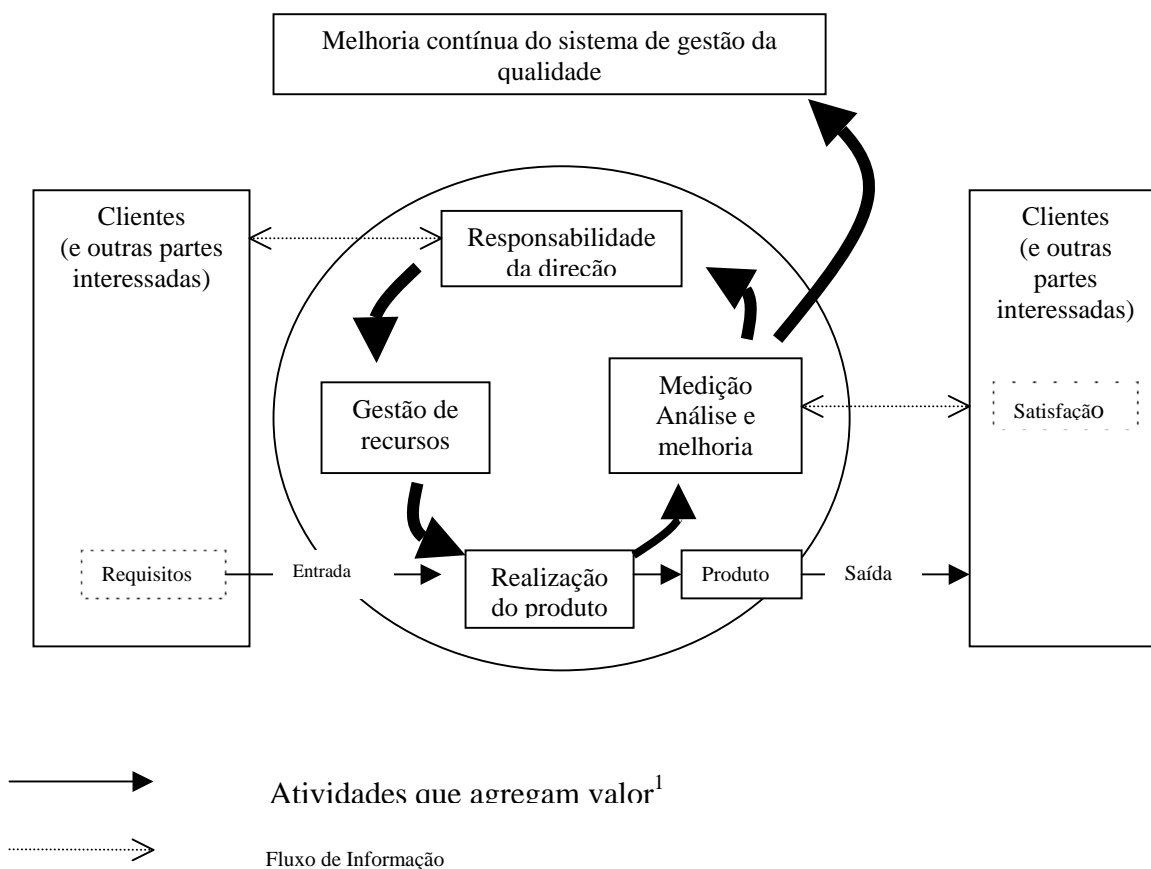 Melhoria contínua do sistema de gestão da
qualidade
Clientes
(e outras partes
interessadas)
Responsabilidade
da direção
Clientes
(e outras
partes
interessadas)
Gestão de
recursos
Medição
Análise e
melhoria
Satisfação
Requisitos
Entrada
Realização
do produto
Produto
Saída
Atividades que agregam valor¹
Fluxo de Informação